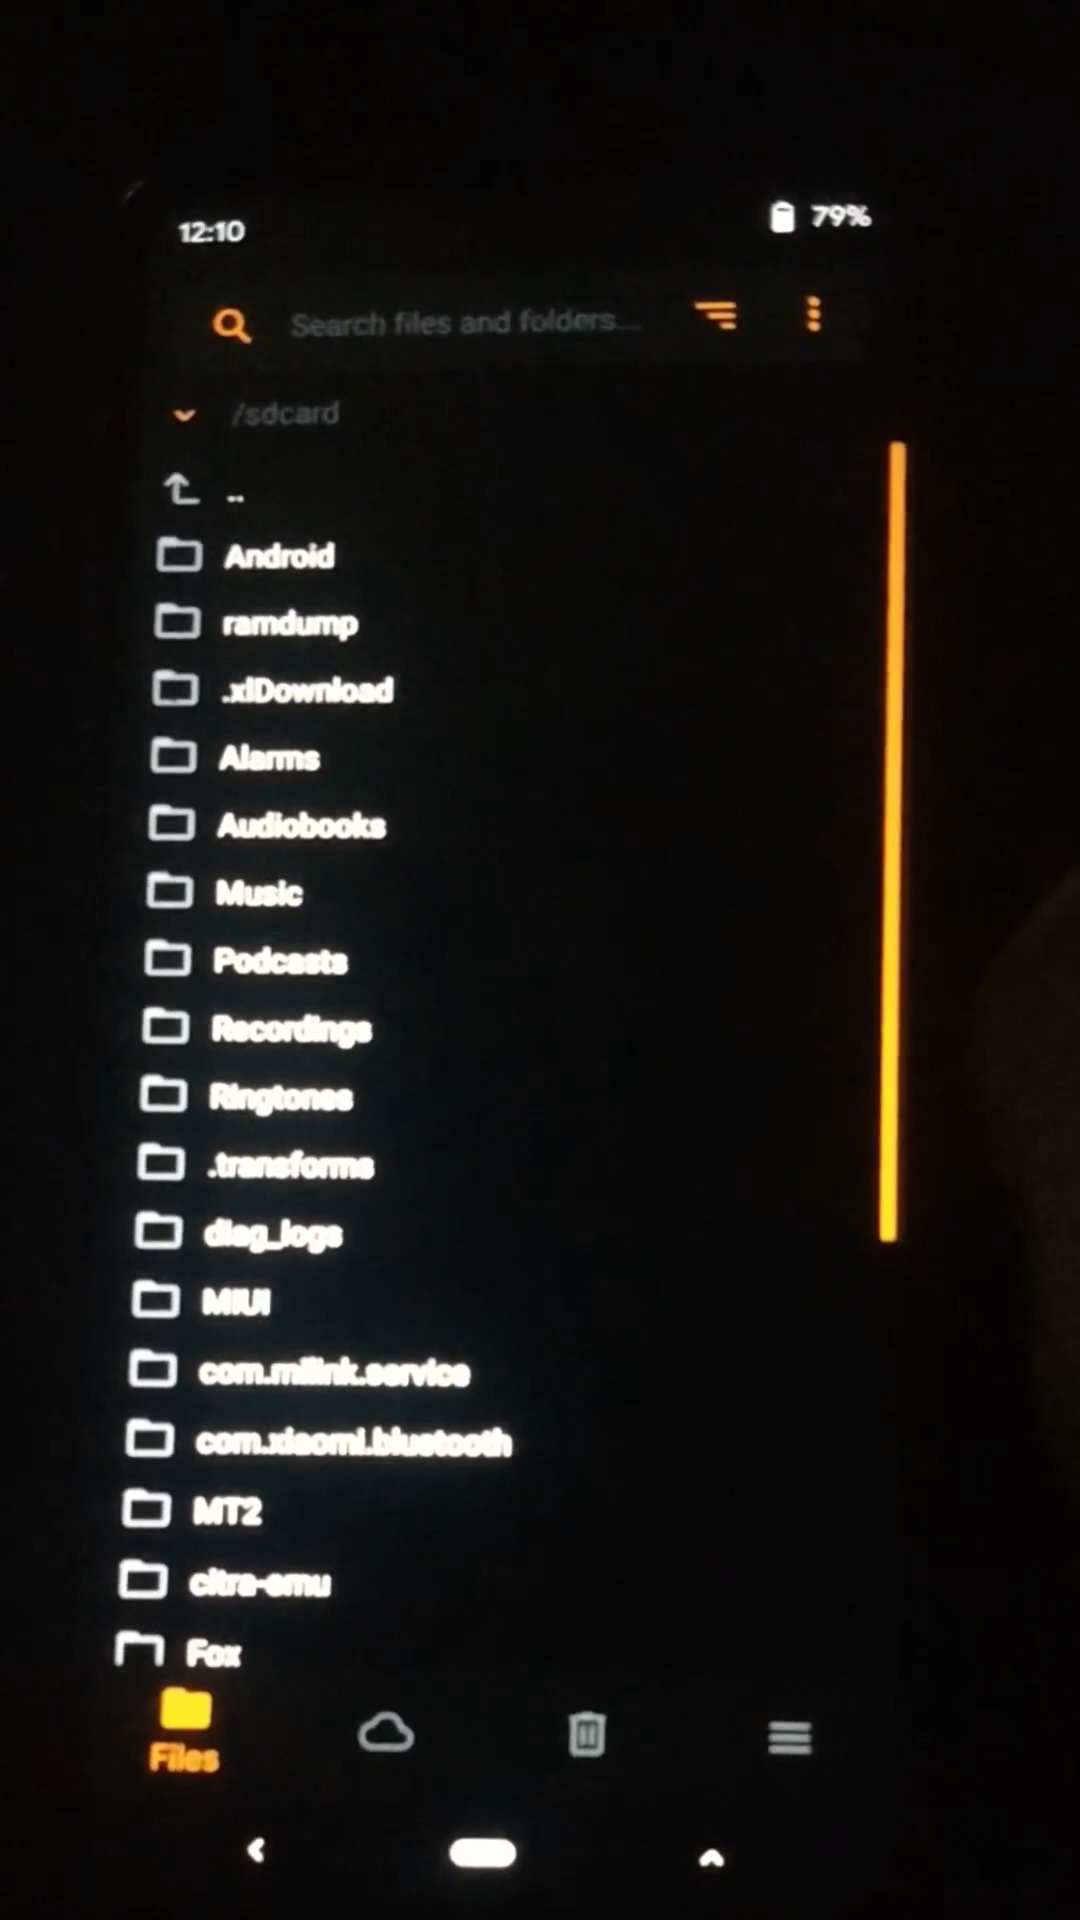 12:10
79%
Search files and folders...
/sdcard
..
Android
ramdump
.xlDownload
Alarms
Audiobooks
Music
Podcasts
Recordings
Ringtones
.transforms
diag_logs
MIUI
com.milink.service
com.xiaomi.bluetooth
MT2
citra-emu
Fox
Files